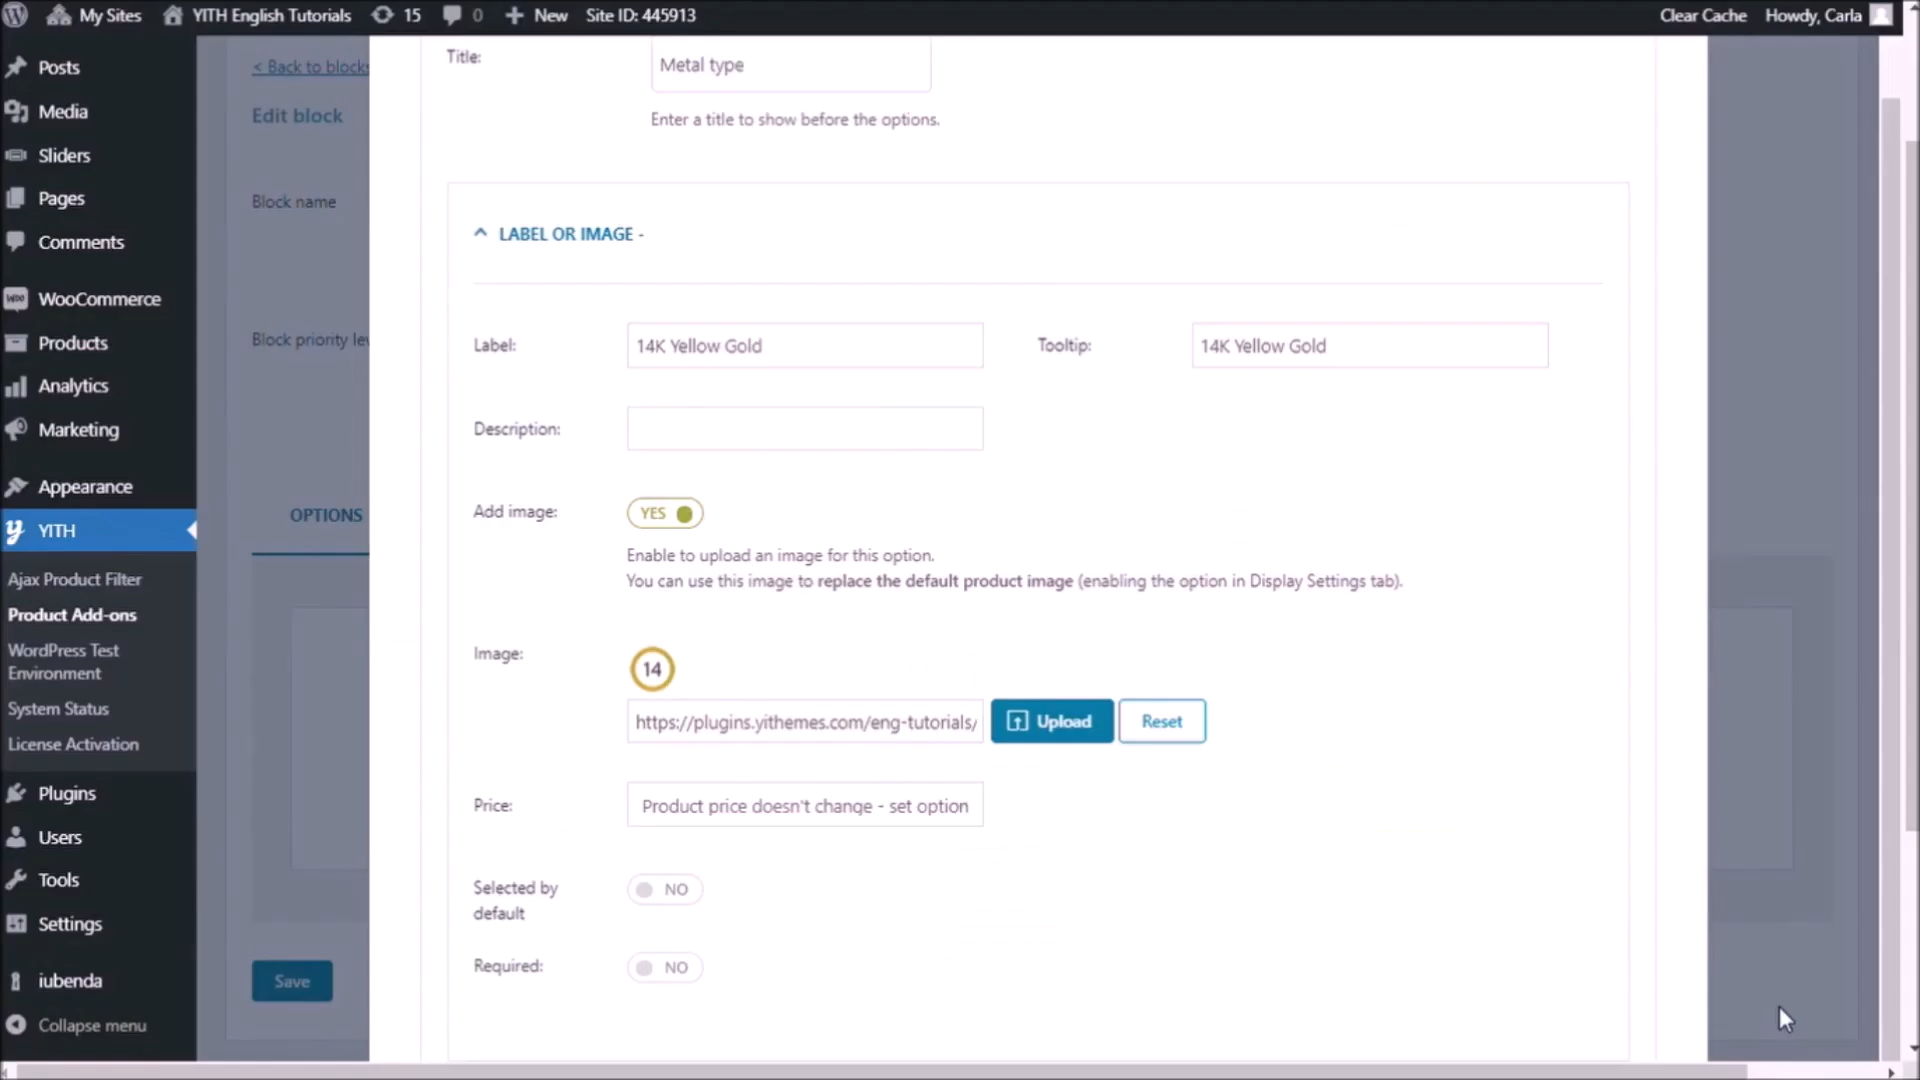 My Sites
YITH English Tutorials
15
0
New
Site ID: 445913
Clear Cache
Howdy, Carla
Posts
Media
Sliders
Pages
Comments
WooCommerce
Products
Analytics
Marketing
Appearance
YITH
Ajax Product Filter
Product Add-ons
WordPress Test
Environment
System Status
License Activation
Plugins
Users
Tools
Settings
iubenda
Collapse menu
< Back to blocks
Edit block
Block name
Block priority lev
OPTIONS
Save
Title:
Metal type
Enter a title to show before the options.
LABEL OR IMAGE -
Label:
14K Yellow Gold
Tooltip:
14K Yellow Gold
Description:
Add image:
YES
Enable to upload an image for this option.
You can use this image to replace the default product image (enabling the option in Display Settings tab).
Image:
14
https://plugins.yithemes.com/eng-tutorials/
Upload
Reset
Price:
Product price doesn't change - set option
Selected by
default
NO
Required:
NO